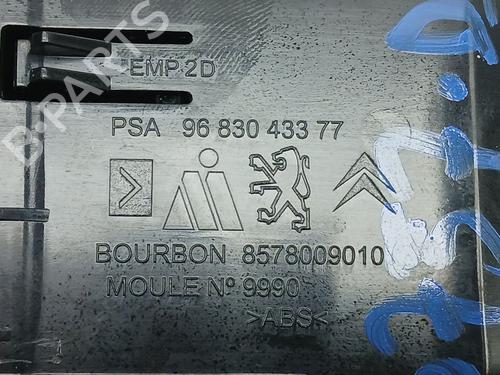 EMP 2D
PSA 96 830 433 77
BOURBON 8578009010
MOULE Nº 9990
>ABS<
B-PARTS